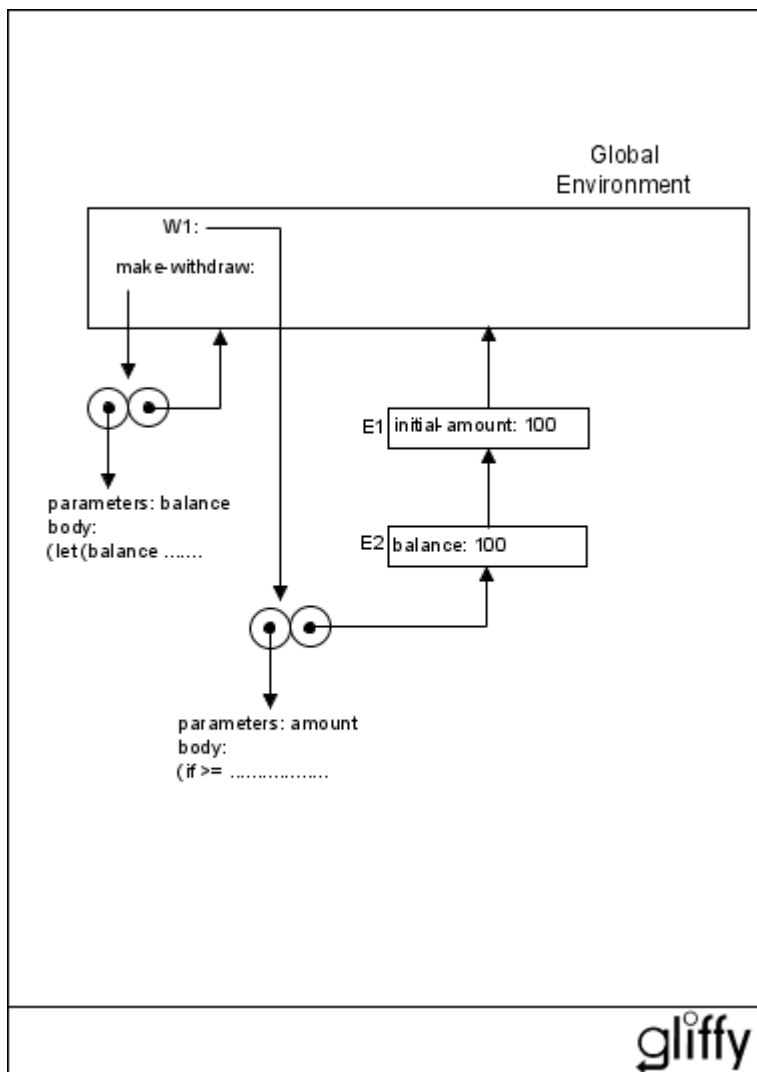 Global
Environment
W1:
make-withdraw:
E1 initial-amount: 100
parameters: balance
body:
(let(balance .......
E2 balance: 100
parameters: amount
body:
(if >= ..................
gliffy